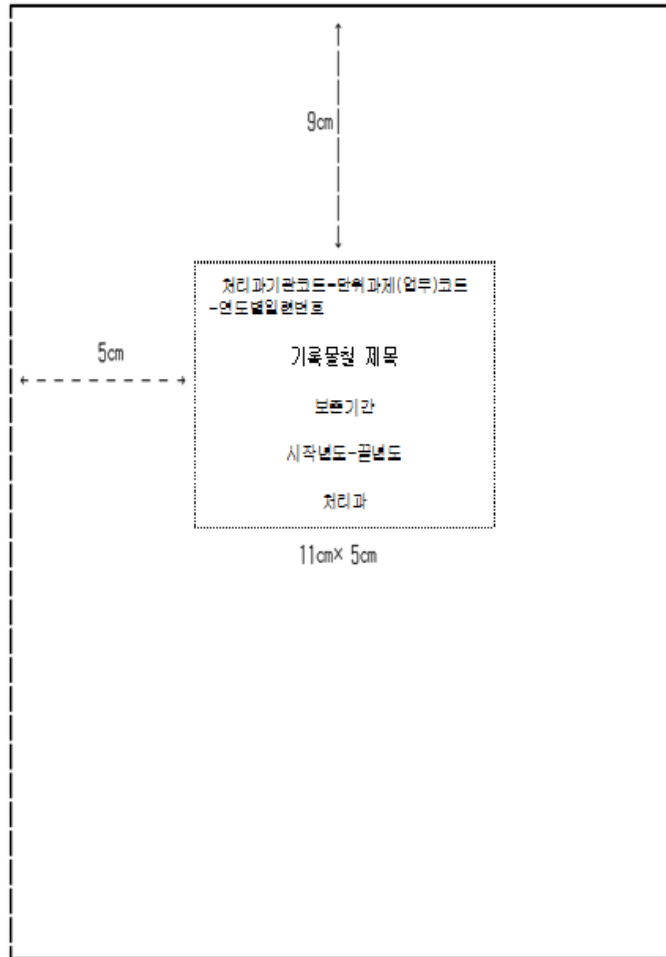 9cm
처리과기관코드-단위과제(업무)코드
-연도별일련번호
5cm
기록물철 제목
보존기간
시작년도-끝년도
처리과
11cm× 5cm